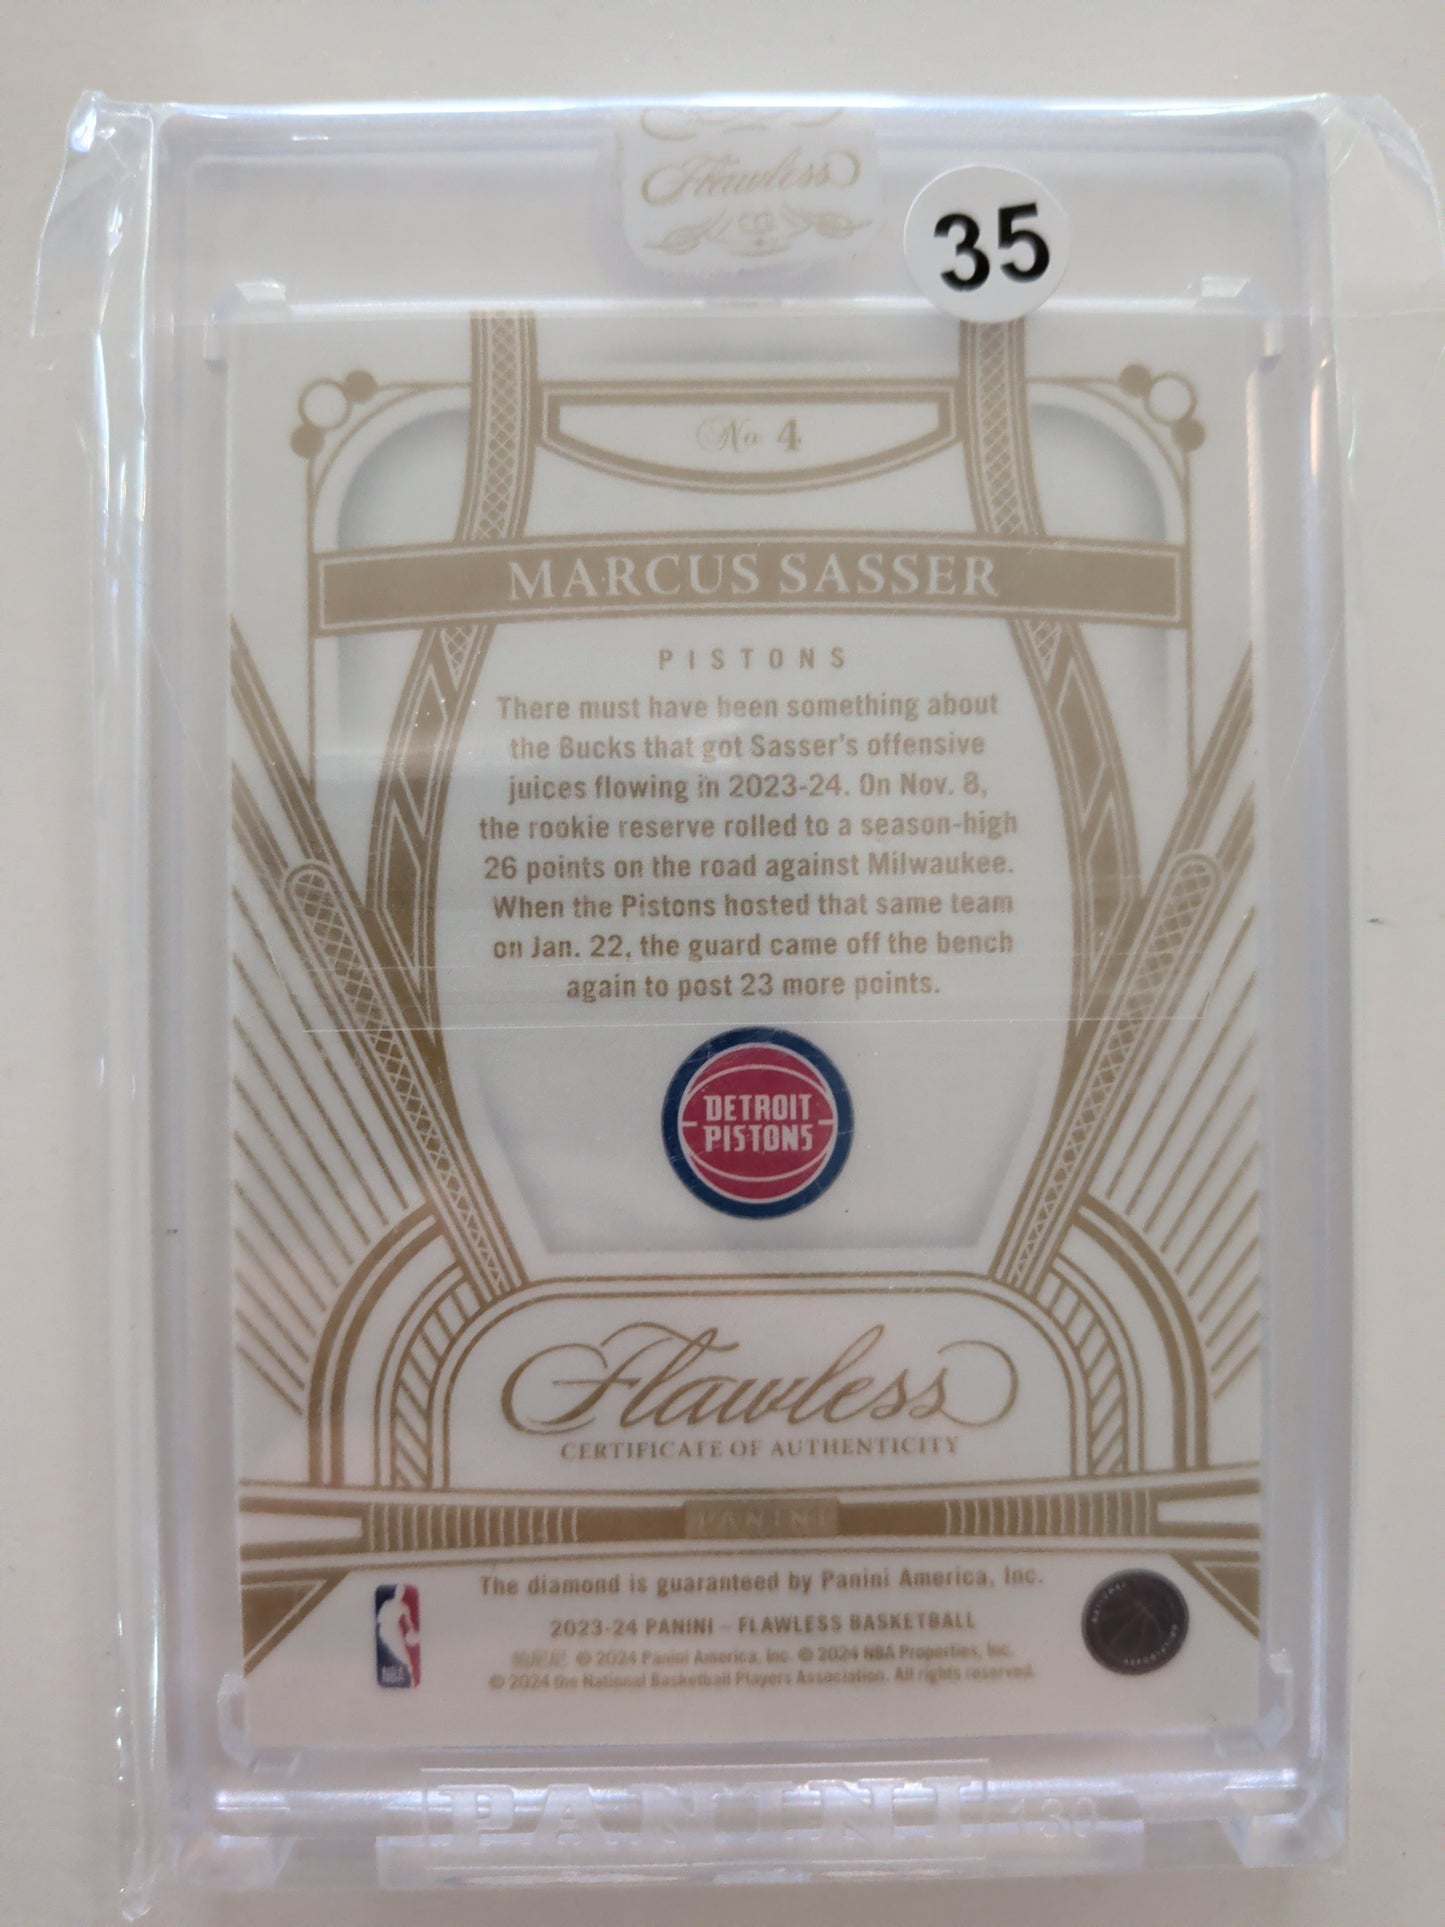 Flawless
35
No 4
MARCUS SASSER
PISTONS
There must have been something about
the Bucks that got Sasser's offensive
juices flowing in 2023-24. On Nov. 8,
the rookie reserve rolled to a season-high
26 points on the road against Milwaukee.
When the Pistons hosted that same team
on Jan. 22, the guard came off the bench
again to post 23 more points.
DETROIT
PISTONS
Flawless
CERTIFICATE OF AUTHENTICITY
PANINI
The diamond is guaranteed by Panini America, Inc.
2023-24 PANINI – FLAWLESS BASKETBALL
© 2024 Panini America, Inc. © 2024 NBA Properties, Inc.
© 2024 the National Basketball Players Association. All rights reserved.
NBA
PANINI 130